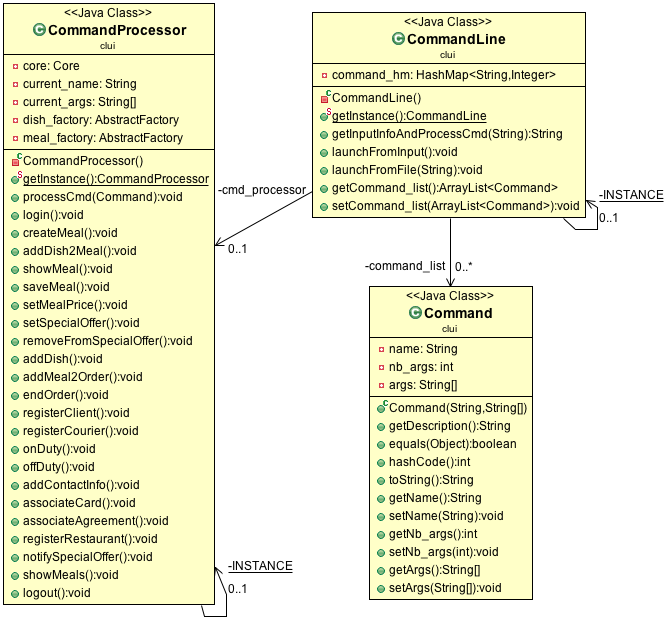 <<Java Class>>
CommandProcessor
clui
core: Core
current_name: String
current_args: String[]
dish_factory: AbstractFactory
meal_factory: AbstractFactory
CommandProcessor()
getInstance():CommandProcessor
processCmd(Command):void
login():void
createMeal():void
addDish2Meal():void
showMeal():void
saveMeal():void
setMealPrice():void
setSpecialOffer():void
removeFromSpecialOffer():void
addDish():void
addMeal2Order():void
endOrder():void
registerClient():void
registerCourier():void
onDuty():void
offDuty():void
addContactInfo():void
associateCard():void
associateAgreement():void
registerRestaurant():void
notifySpecialOffer():void
showMeals():void
logout():void
-INSTANCE
0..1
-cmd_processor
0..1
<<Java Class>>
CommandLine
clui
command_hm: HashMap<String,Integer>
CommandLine()
getInstance():CommandLine
getInputInfoAndProcessCmd(String):String
launchFromInput():void
launchFromFile(String):void
getCommand_list():ArrayList<Command>
setCommand_list(ArrayList<Command>):void
-INSTANCE
0..1
-command_list
0..*
<<Java Class>>
Command
clui
name: String
nb_args: int
args: String[]
Command(String,String[])
getDescription():String
equals(Object):boolean
hashCode():int
toString():String
getName():String
setName(String):void
getNb_args():int
setNb_args(int):void
getArgs():String[]
setArgs(String[]):void